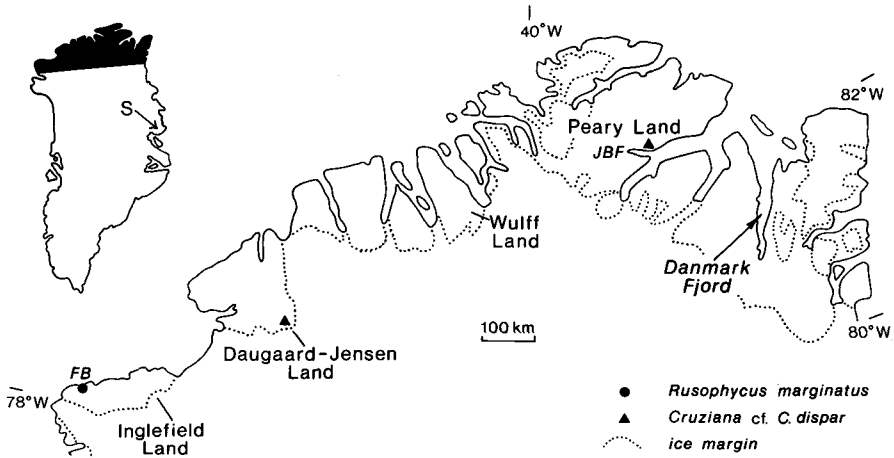 40°W
82°W
S
Peary Land
JBF
Wulff
Land
Danmark
Fjord
80°W
100 km
Daugaard-Jensen
Land
FB
78°W
Inglefield
Land
Rusophycus marginatus
Cruziana cf. C. dispar
ice margin